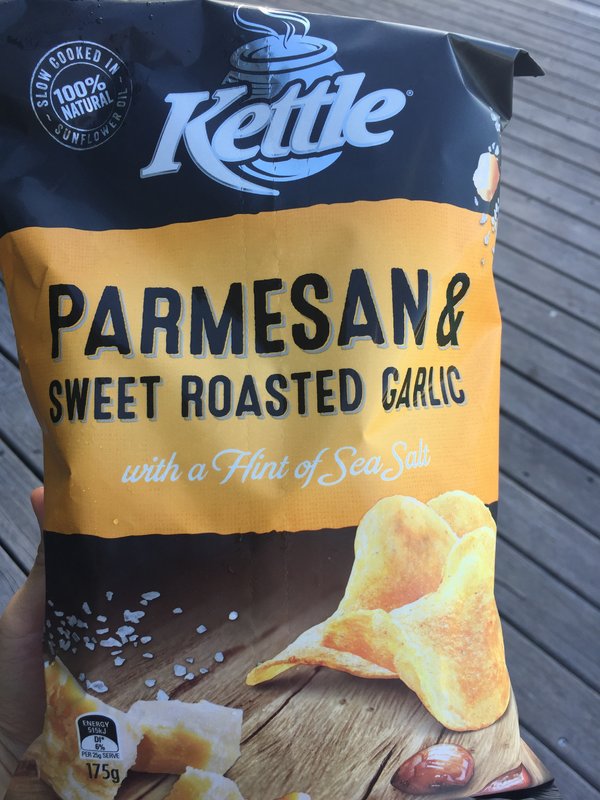 SLOW COOKED IN
100%
NATURAL
SUNFLOWER OIL
Kettle
PARMESAN &
SWEET ROASTED GARLIC
with a Hint of Sea Salt
ENERGY
515kJ
DI*
6%
PER 25g SERVE
175g